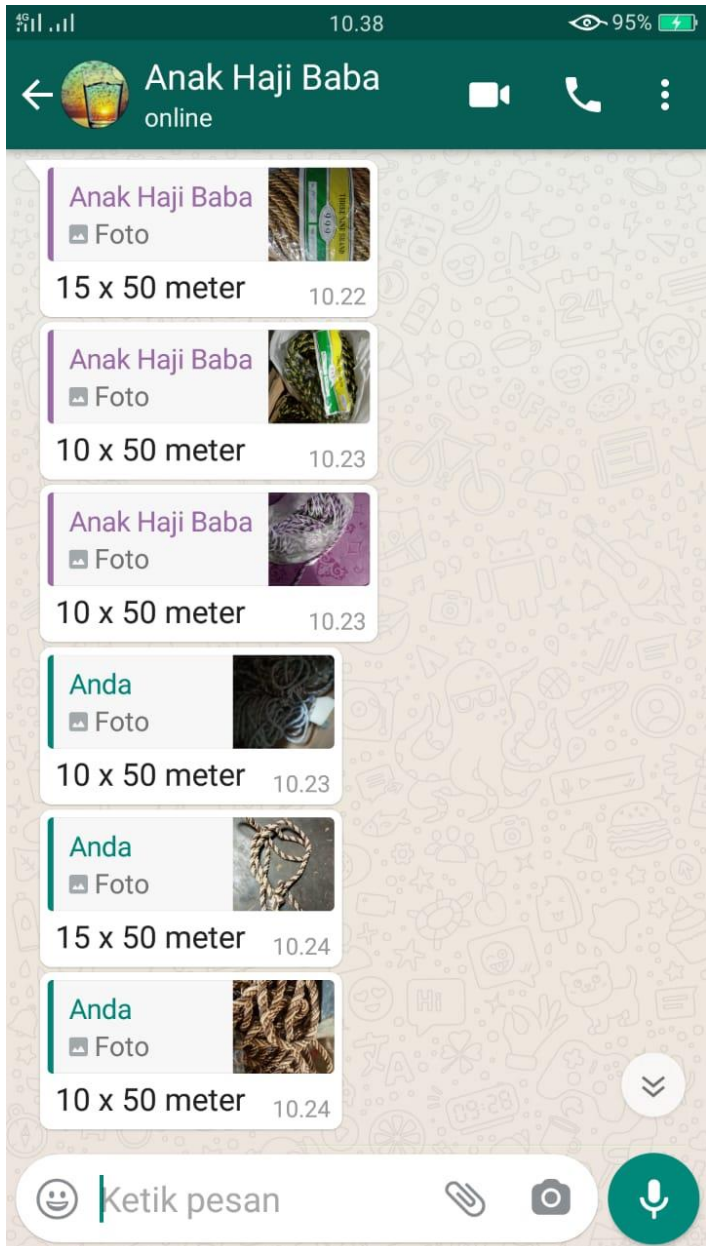 4G
10.38
95%
Anak Haji Baba
online
Anak Haji Baba
Foto
999
15 x 50 meter
10.22
Anak Haji Baba
Foto
10 x 50 meter
10.23
Anak Haji Baba
Foto
10 x 50 meter
10.23
Anda
Foto
10 x 50 meter
10.23
Anda
Foto
15 x 50 meter
10.24
Anda
Foto
10 x 50 meter
10.24
Ketik pesan